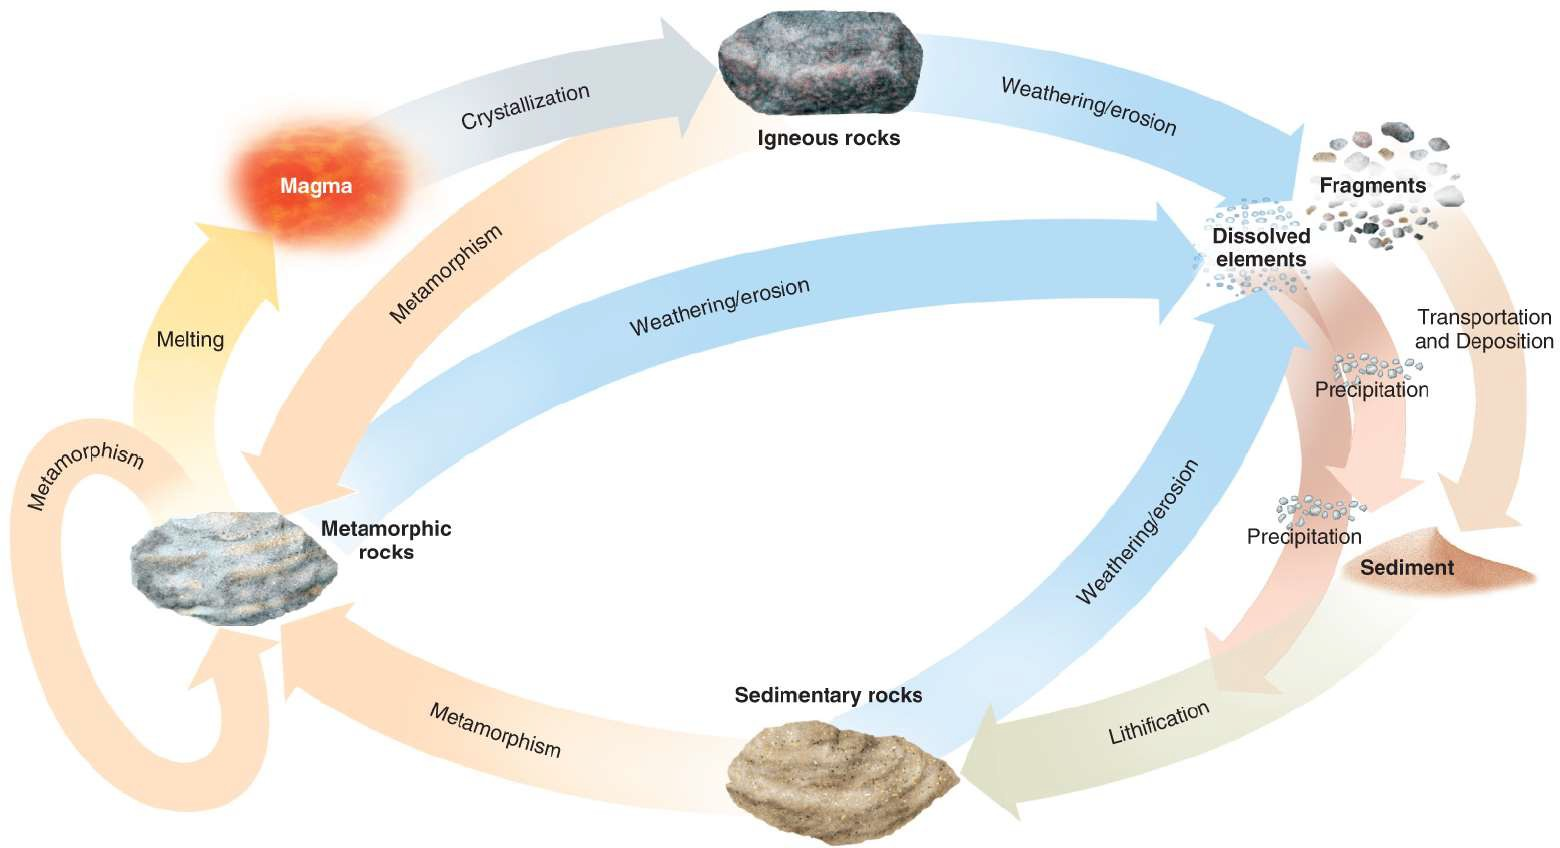 Crystallization
Igneous rocks
Weathering/erosion
Magma
Fragments
Dissolved
elements
Metamorphism
Weathering/erosion
Melting
Transportation
and Deposition
Precipitation
Metamorphism
Metamorphic
rocks
Weathering/erosion
Precipitation
Sediment
Sedimentary rocks
Metamorphism
Lithification